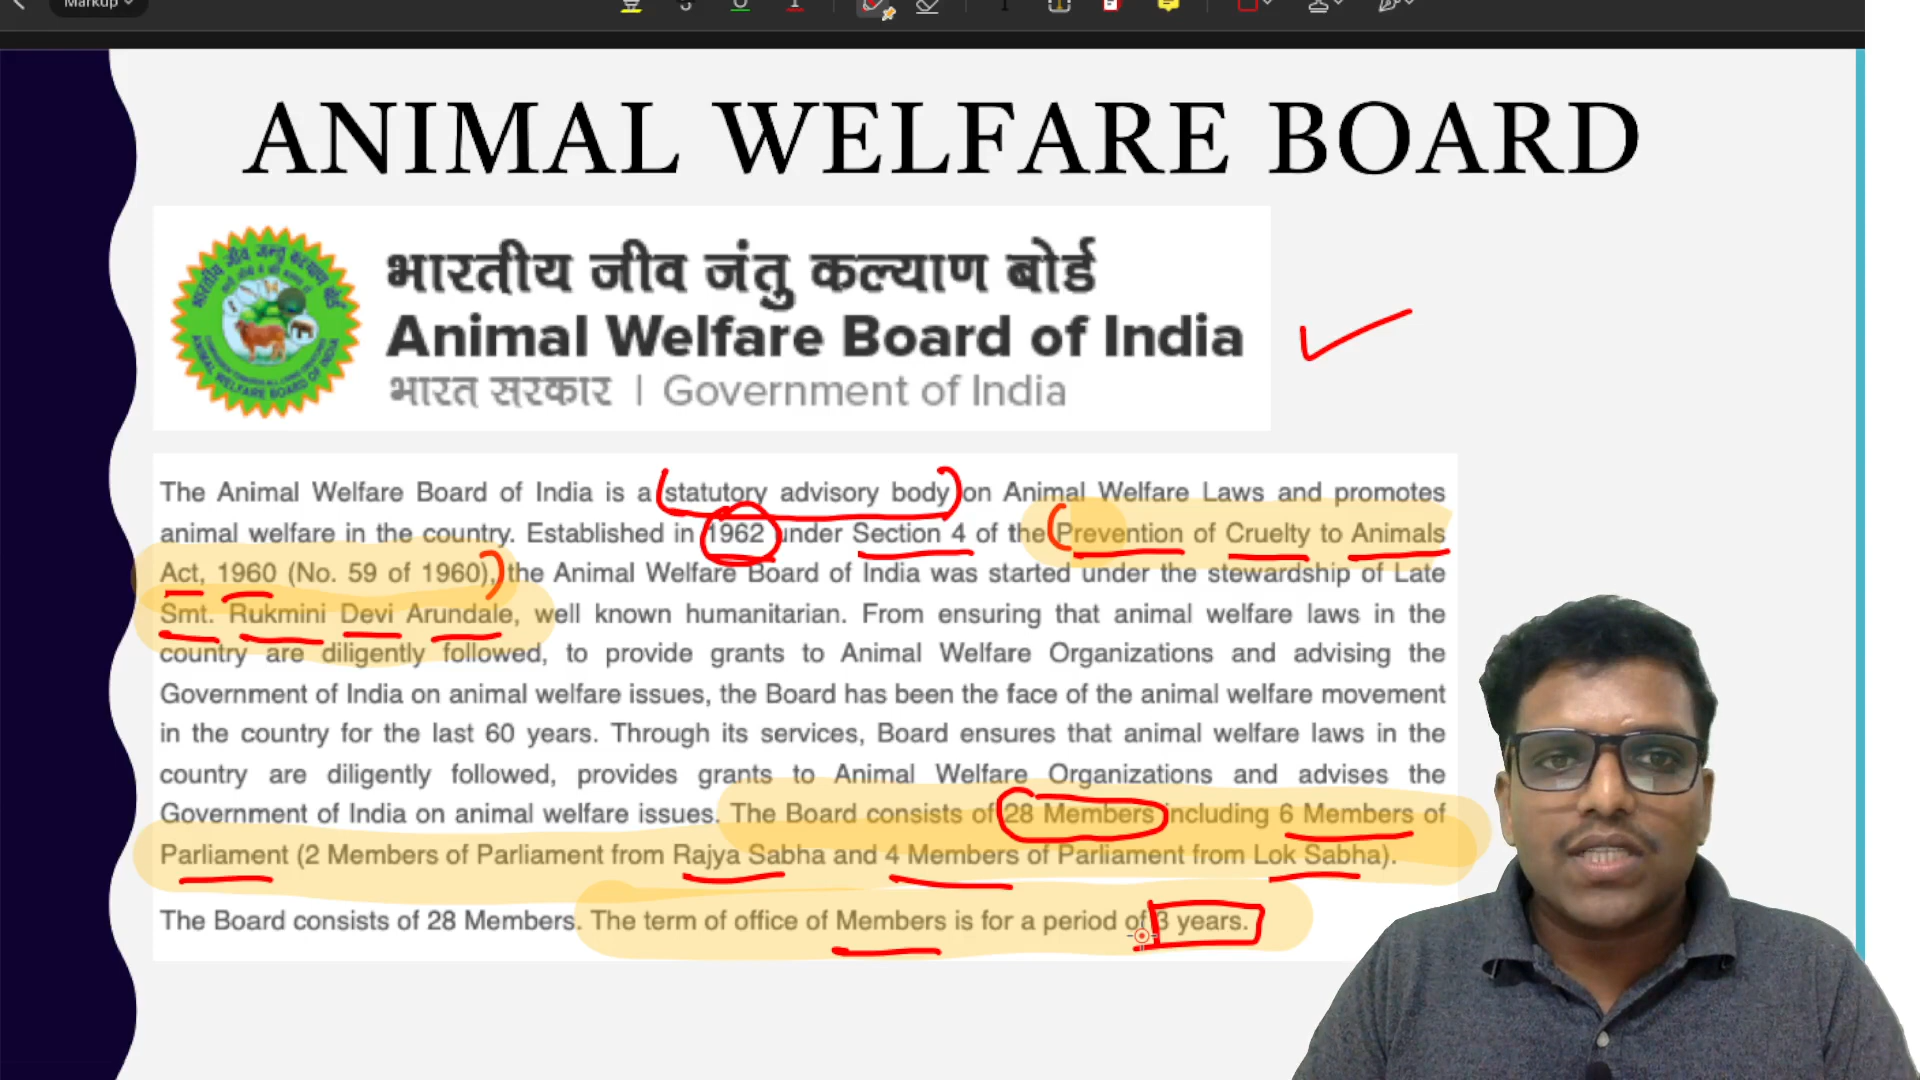 Markup
ANIMAL WELFARE BOARD
भारतीय जीव जंतु कल्याण बोर्ड
Animal Welfare Board of India
भारत सरकार | Government of India
ANIMAL WELFARE BOARD OF INDIA
The Animal Welfare Board of India is a statutory advisory body on Animal Welfare Laws and promotes
animal welfare in the country. Established in 1962 under Section 4 of the Prevention of Cruelty to Animals
Act, 1960 (No. 59 of 1960), the Animal Welfare Board of India was started under the stewardship of Late
Smt. Rukmini Devi Arundale, well known humanitarian. From ensuring that animal welfare laws in the
country are diligently followed, to provide grants to Animal Welfare Organizations and advising the
Government of India on animal welfare issues, the Board has been the face of the animal welfare movement
in the country for the last 60 years. Through its services, Board ensures that animal welfare laws in the
country are diligently followed, provides grants to Animal Welfare Organizations and advises the
Government of India on animal welfare issues. The Board consists of 28 Members including 6 Members of
Parliament (2 Members of Parliament from Rajya Sabha and 4 Members of Parliament from Lok Sabha).
The Board consists of 28 Members. The term of office of Members is for a period of 3 years.